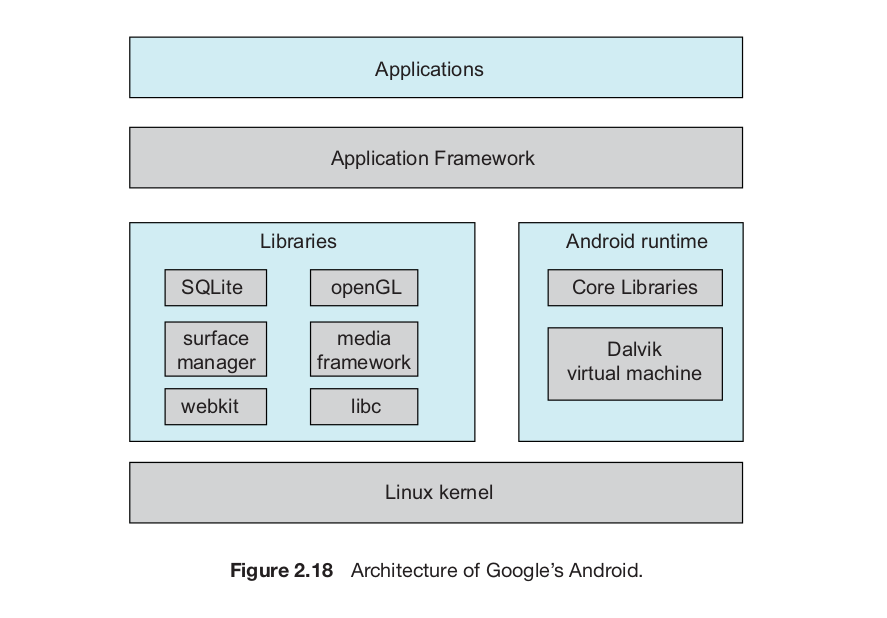 Applications
Application Framework
Libraries
SQLite
openGL
surface
manager
media
framework
webkit
libc
Android runtime
Core Libraries
Dalvik
virtual machine
Linux kernel
Figure 2.18 Architecture of Google’s Android.